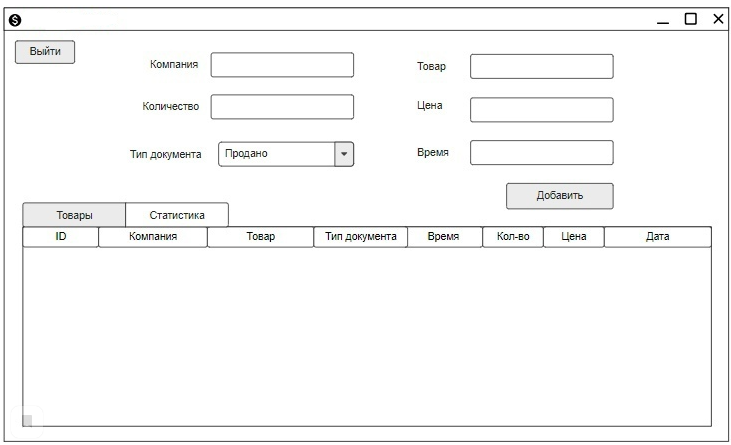 Выйти
Компания
Товар
Количество
Цена
Тип документа
Продано
Время
Добавить
Товары
Статистика
ID Компания Товар Тип документа Время Кол-во Цена Дата